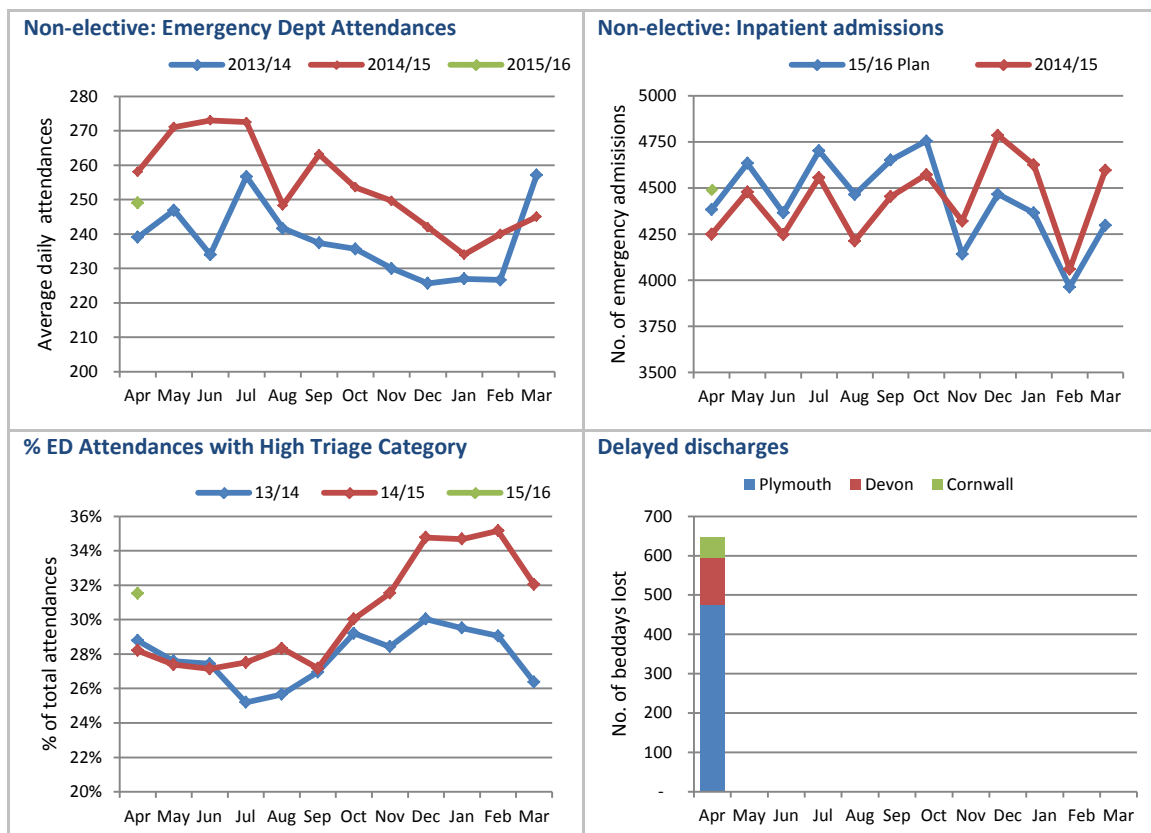 Non-elective: Emergency Dept Attendances
2013/14 2014/15 2015/16
Average daily attendances
280
270
260
250
240
230
220
210
200
Apr May Jun Jul Aug Sep Oct Nov Dec Jan Feb Mar
Non-elective: Inpatient admissions
15/16 Plan 2014/15
No. of emergency admisisions
5000
4750
4500
4250
4000
3750
3500
Apr May Jun Jul Aug Sep Oct Nov Dec Jan Feb Mar
% ED Attendances with High Triage Category
13/14 14/15 15/16
% of total attendances
36%
34%
32%
30%
28%
26%
24%
22%
20%
Apr May Jun Jul Aug Sep Oct Nov Dec Jan Feb Mar
Delayed discharges
Plymouth Devon Cornwall
No. of beddays lost
700
600
500
400
300
200
100
-
Apr May Jun Jul Aug Sep Oct Nov Dec Jan Feb Mar